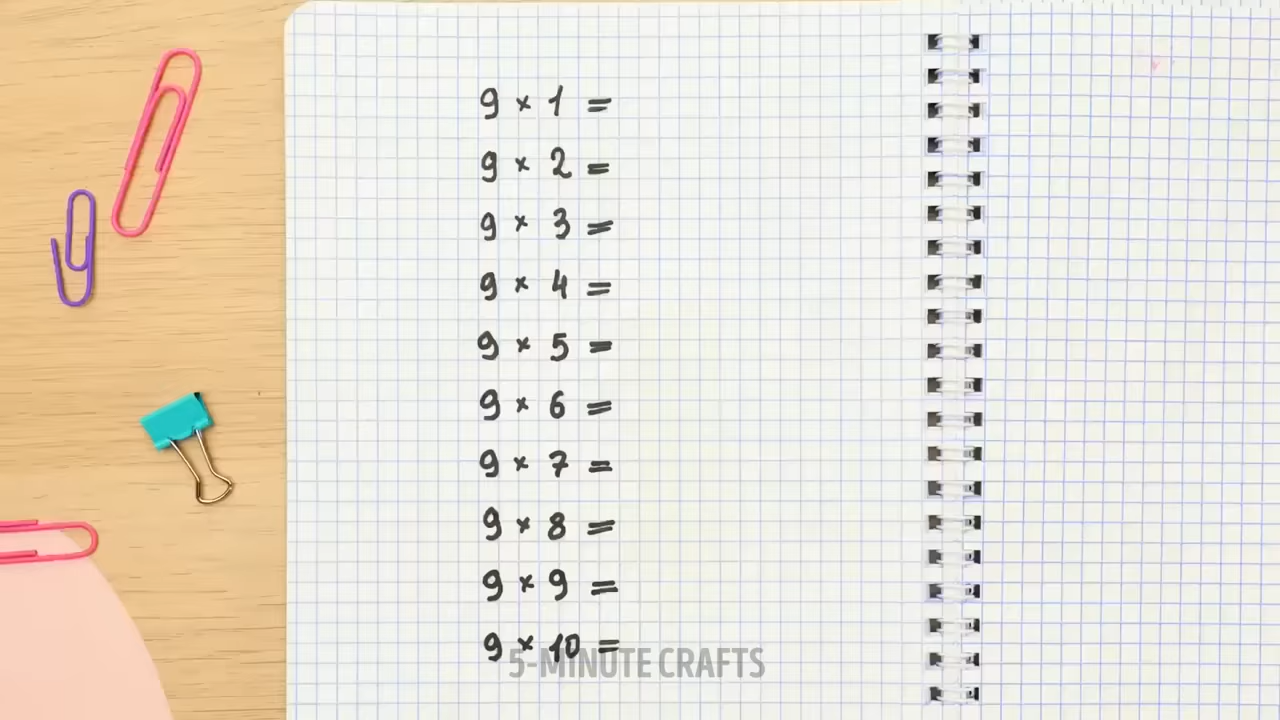 9 × 1 =
9 × 2 =
9 × 3 =
9 × 4 =
9 × 5 =
9 × 6 =
9 × 7 =
9 × 8 =
9 × 9 =
9 × 10 =
5-MINUTE CRAFTS